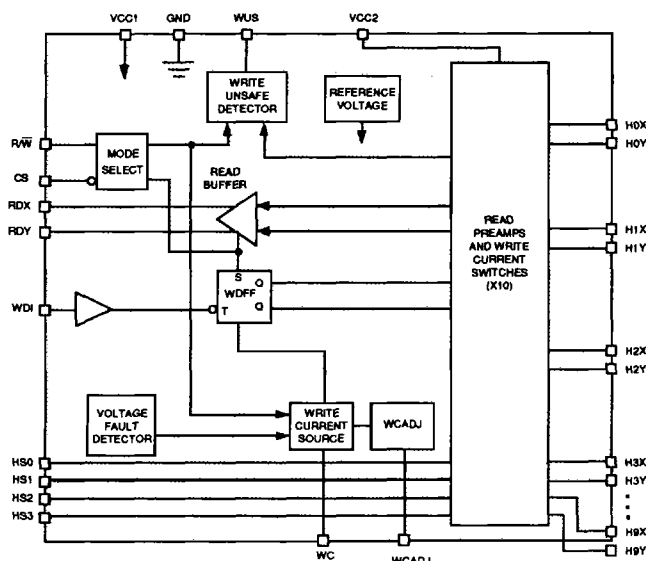 VCC1 GND WUS VCC2
WRITE
UNSAFE
DETECTOR
REFERENCE
VOLTAGE
R/W̅
CS
RDX
RDY
WDI
MODE
SELECT
READ
BUFFER
S
WDFF
T
Q
Q
READ
PREAMPS
AND WRITE
CURRENT
SWITCHES
(X10)
VOLTAGE
FAULT
DETECTOR
WRITE
CURRENT
SOURCE
WCADJ
HS0
HS1
HS2
HS3
H0X
H0Y
H1X
H1Y
H2X
H2Y
H3X
H3Y
H9X
H9Y
WC
WCADJ